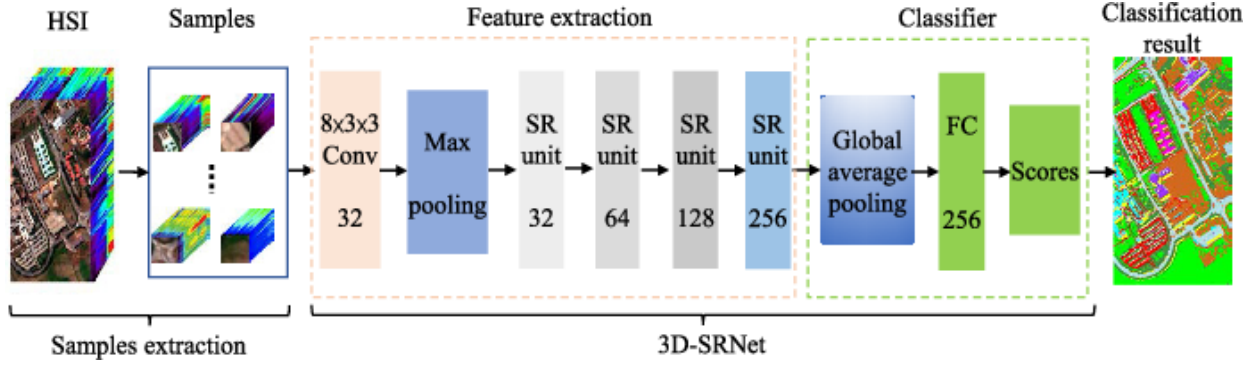 HSI
Samples
Feature extraction
Classifier
Classification
result
8x3x3
Conv
32
Max
pooling
SR
unit
32
SR
unit
64
SR
unit
128
SR
unit
256
Global
average
pooling
FC
256
Scores
Samples extraction
3D-SRNet